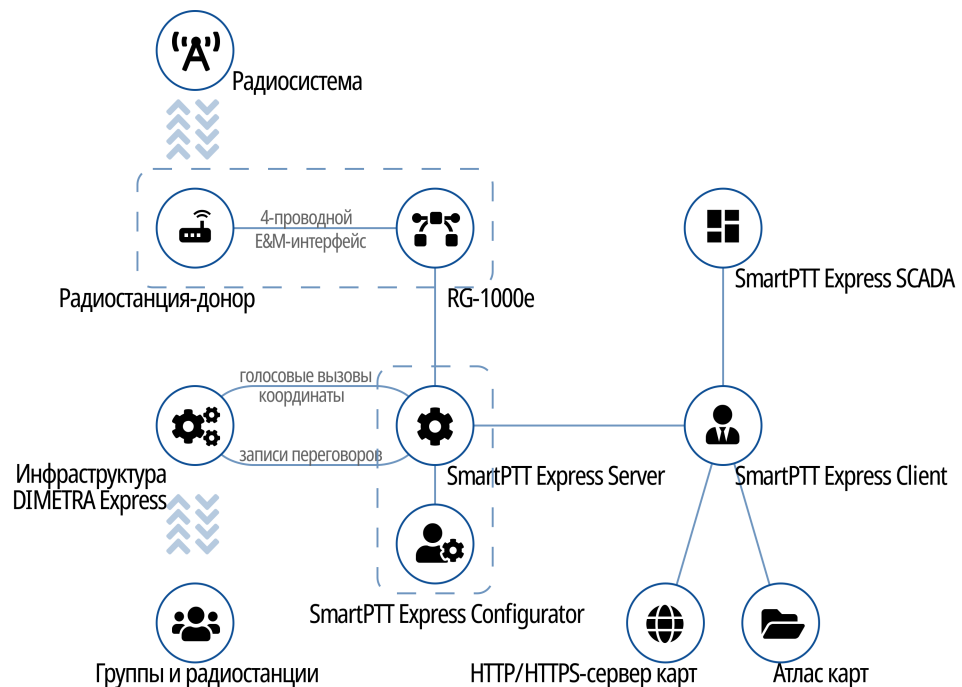 Радиосистема
4-проводной
E&M-интерфейс
Радиостанция-донор
RG-1000e
SmartPTT Express SCADA
голосовые вызовы
координаты
записи переговоров
Инфраструктура
DIMETRA Express
SmartPTT Express Server
SmartPTT Express Client
SmartPTT Express Configurator
Группы и радиостанции
HTTP/HTTPS-сервер карт
Атлас карт